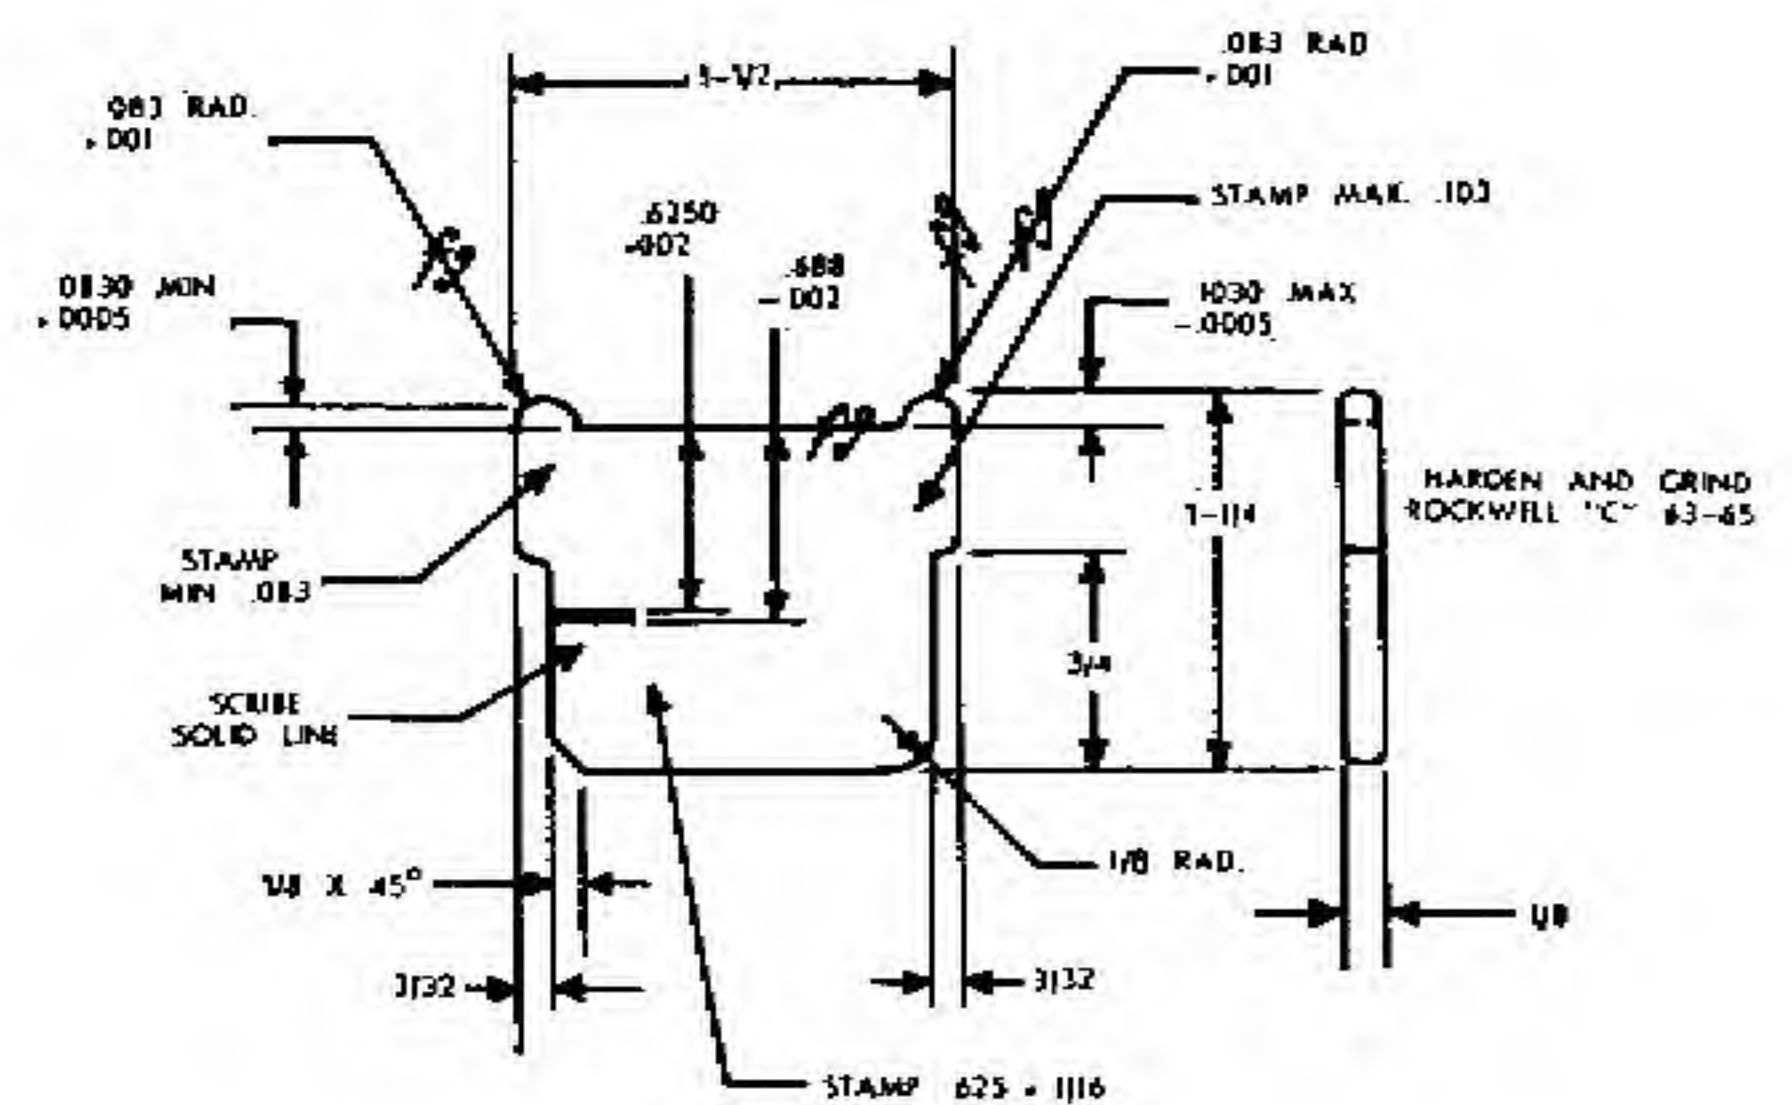 .083 RAD.
+.001
1-1/2
.083 RAD
+.001
.6250
-.002
.688
-.002
STAMP MAX. .103
.0830 MIN
+.0005
.1030 MAX
-.0005
HARDEN AND GRIND
ROCKWELL "C" 63-65
1-1/4
STAMP
MIN .083
3/4
SCRIBE
SOLID LINE
1/8 X 45°
1/8 RAD.
1/8
3/32
3/32
STAMP .625 + 1/16